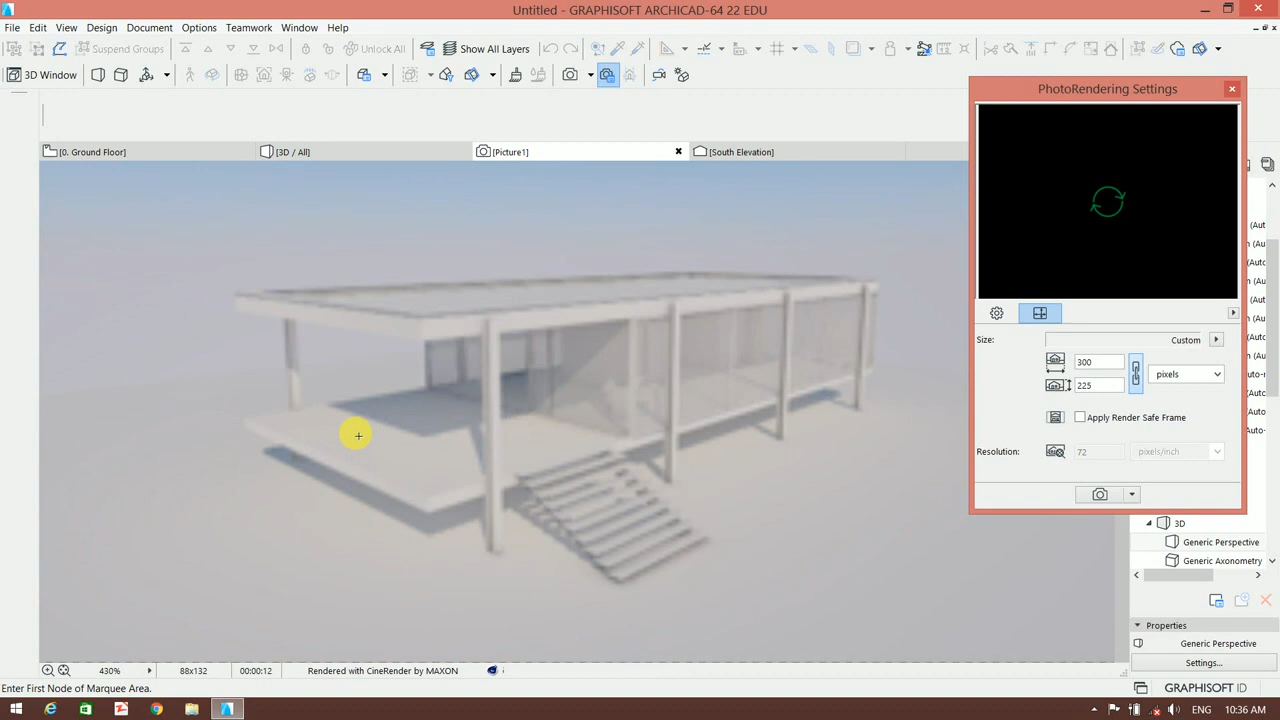 Untitled - GRAPHISOFT ARCHICAD-64 22 EDU
File Edit View Design Document Options Teamwork Window Help
Suspend Groups
Unlock All
Show All Layers
3D Window
PhotoRendering Settings
[0. Ground Floor]
[3D / All]
[Picture1]
[South Elevation]
Size:
Custom
300
pixels
225
Apply Render Safe Frame
Resolution:
72
pixels/inch
3D
Generic Perspective
Generic Axonometry
Properties
Generic Perspective
Settings...
430%
88x132
00:00:12
Rendered with CineRender by MAXON
Enter First Node of Marquee Area.
GRAPHISOFT ID
ENG
10:36 AM